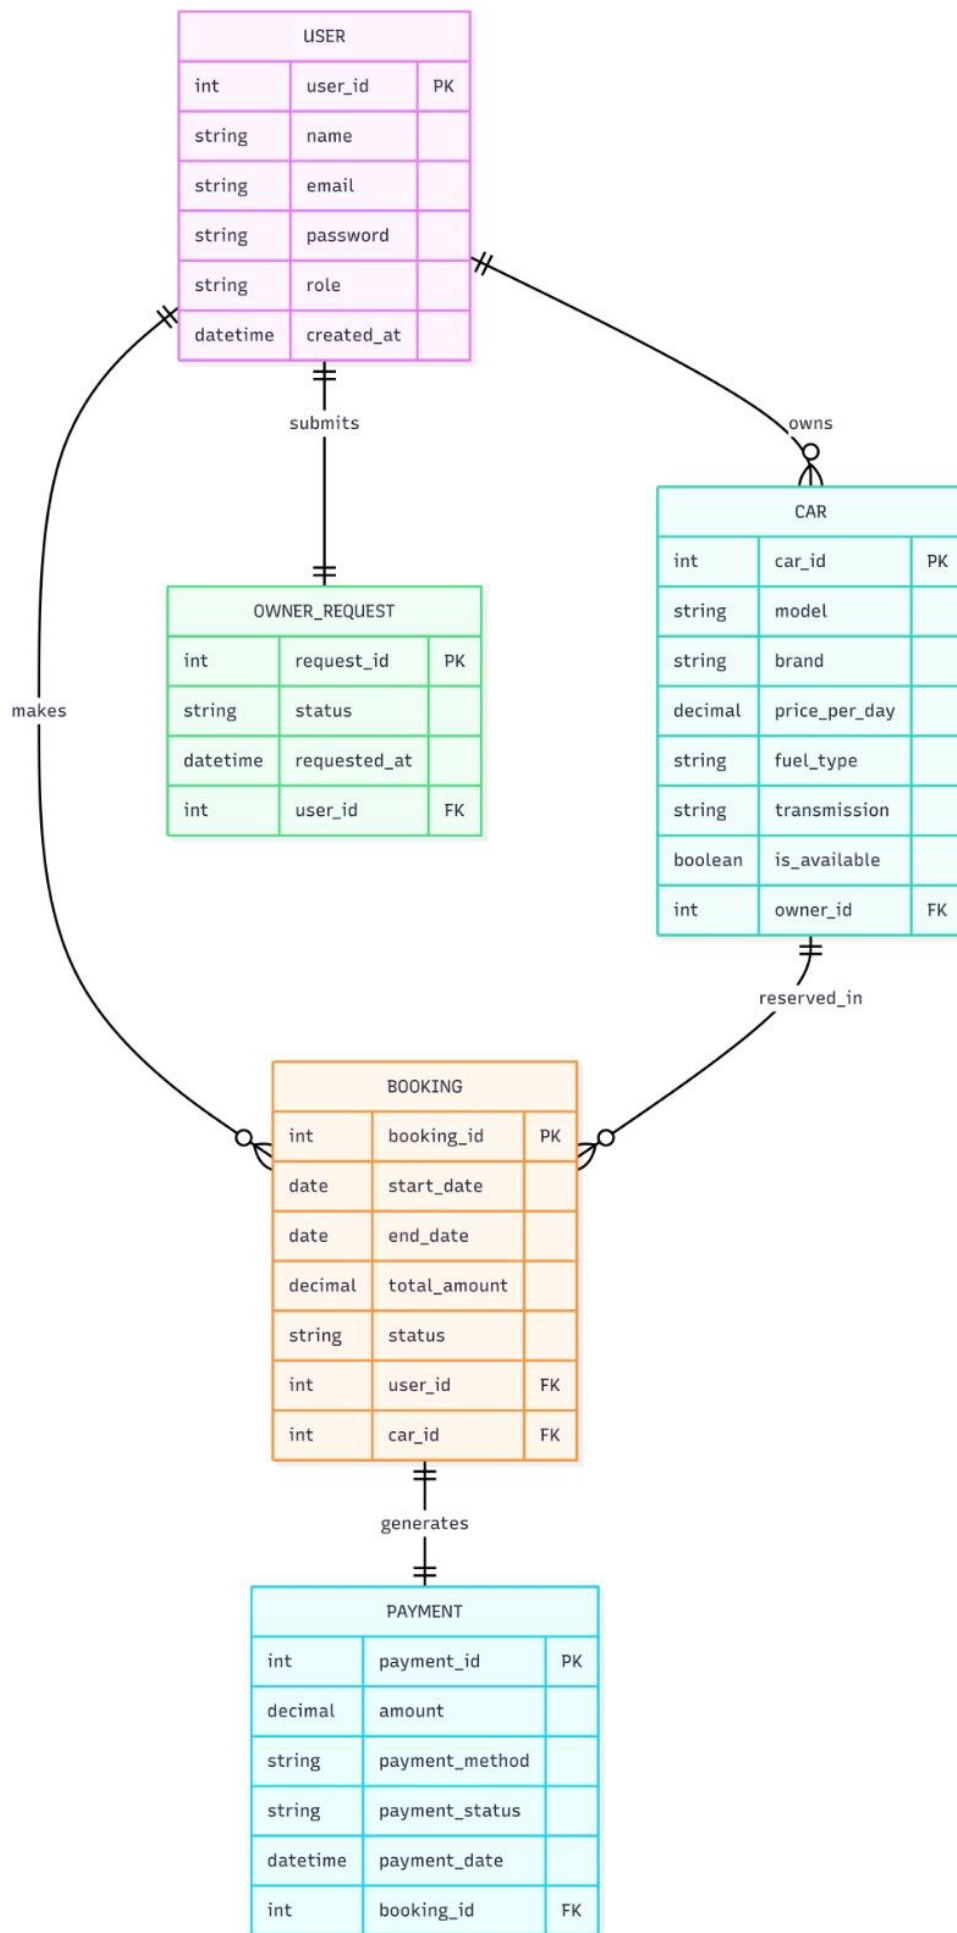 USER
int user_id PK
string name
string email
string password
string role
datetime created_at
submits
owns
CAR
int car_id PK
string model
string brand
decimal price_per_day
string fuel_type
string transmission
boolean is_available
int owner_id FK
OWNER_REQUEST
int request_id PK
string status
datetime requested_at
int user_id FK
makes
reserved_in
BOOKING
int booking_id PK
date start_date
date end_date
decimal total_amount
string status
int user_id FK
int car_id FK
generates
PAYMENT
int payment_id PK
decimal amount
string payment_method
string payment_status
datetime payment_date
int booking_id FK